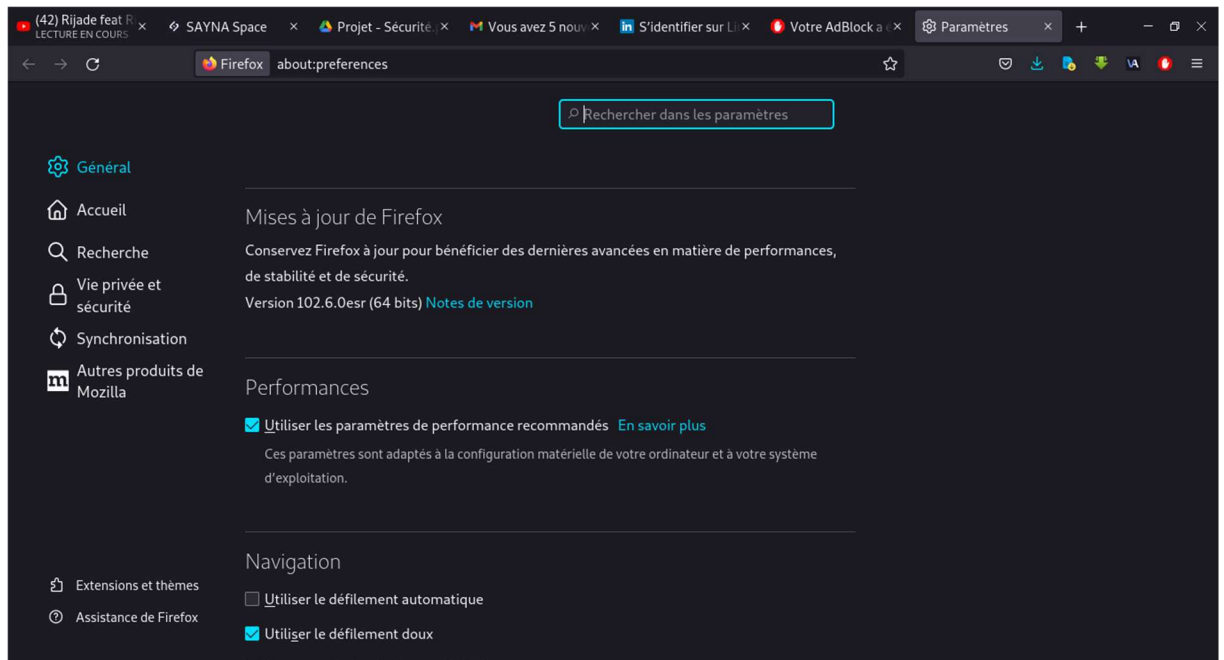 (42) Rijade feat R
LECTURE EN COURS
SAYNA Space
Projet - Sécurité.
Vous avez 5 nouv
in S'identifier sur Li
Votre AdBlock a é
Paramètres
Firefox about:preferences
VA
Rechercher dans les paramètres
Général
Accueil
Recherche
Vie privée et
sécurité
Synchronisation
m Autres produits de
Mozilla
Extensions et thèmes
Assistance de Firefox
Mises à jour de Firefox
Conservez Firefox à jour pour bénéficier des dernières avancées en matière de performances,
de stabilité et de sécurité.
Version 102.6.0esr (64 bits) Notes de version
Performances
Utiliser les paramètres de performance recommandés En savoir plus
Ces paramètres sont adaptés à la configuration matérielle de votre ordinateur et à votre système
d'exploitation.
Navigation
Utiliser le défilement automatique
Utiliser le défilement doux